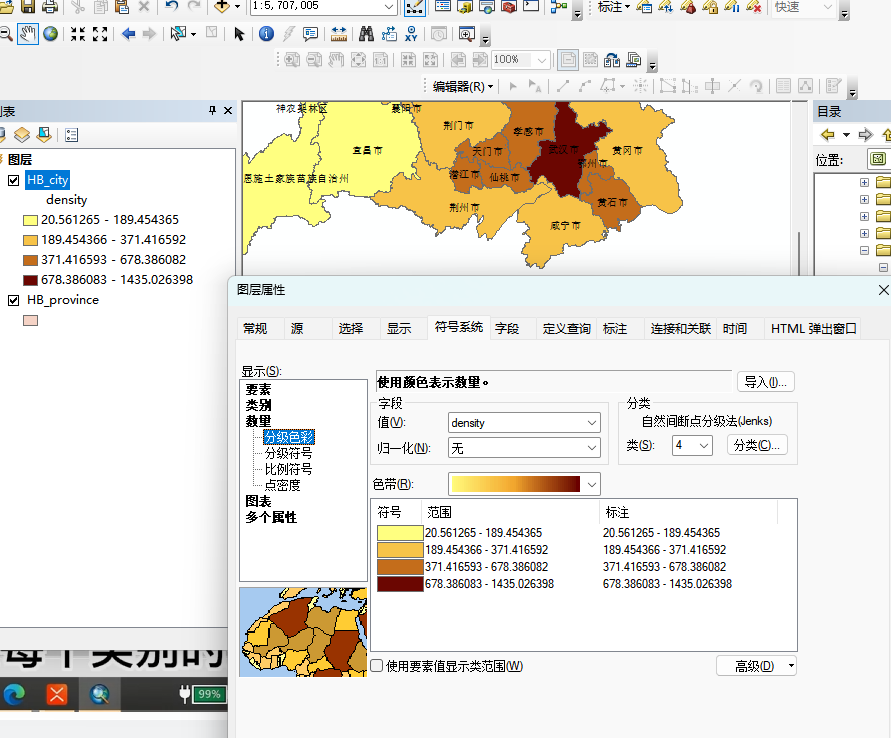 1:5, 707, 005
标注
快速
100%
编辑器(R)
列表
目录
位置:
图层
HB_city
density
20.561265 - 189.454365
189.454366 - 371.416592
371.416593 - 678.386082
678.386083 - 1435.026398
HB_province
神农架林区
襄阳市
宜昌市
荆门市
孝感市
武汉市
黄冈市
天门市
鄂州市
恩施土家族苗族自治州
潜江市
仙桃市
荆州市
黄石市
咸宁市
图层属性
常规
源
选择
显示
符号系统
字段
定义查询
标注
连接和关联
时间
HTML 弹出窗口
显示(S):
要素
类别
数量
分级色彩
分级符号
比例符号
点密度
图表
多个属性
使用颜色表示数量。
导入(I)...
字段
值(V):
density
归一化(N):
无
分类
自然间断点分级法(Jenks)
类(S):
4
分类(C)...
色带(R):
符号
范围
标注
20.561265 - 189.454365
20.561265 - 189.454365
189.454366 - 371.416592
189.454366 - 371.416592
371.416593 - 678.386082
371.416593 - 678.386082
678.386083 - 1435.026398
678.386083 - 1435.026398
使用要素值显示类范围(W)
高级(D)
每个类别的
99%